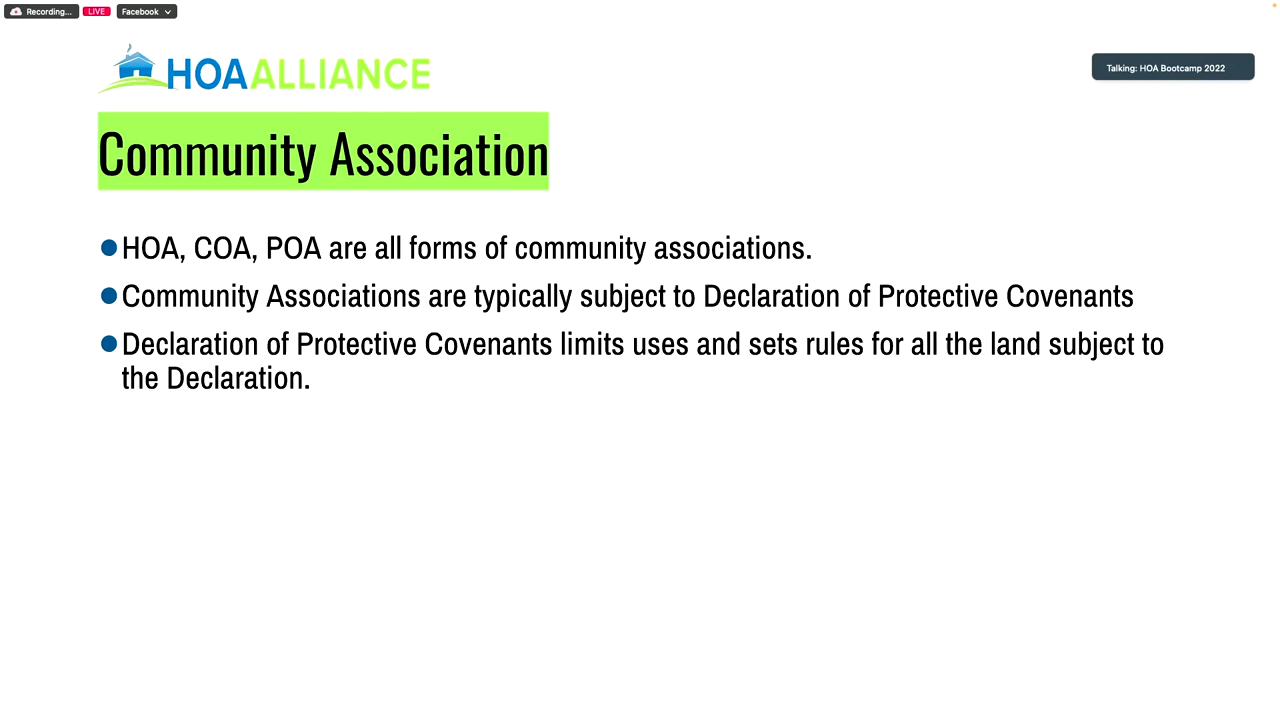 Recording...
LIVE
Facebook
HOAALLIANCE
Talking: HOA Bootcamp 2022
Community Association
●HOA, COA, POA are all forms of community associations.
●Community Associations are typically subject to Declaration of Protective Covenants
●Declaration of Protective Covenants limits uses and sets rules for all the land subject to
the Declaration.